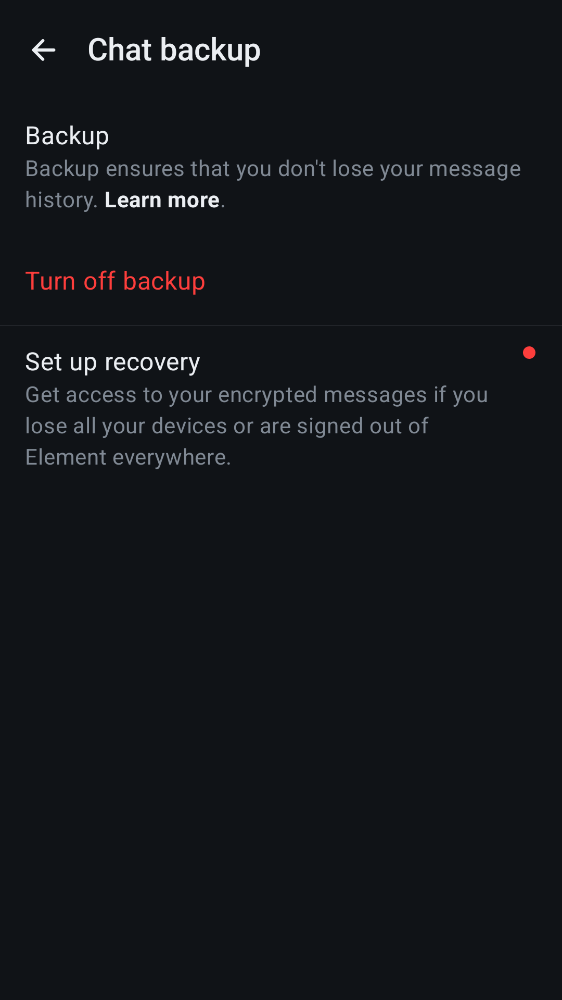 Chat backup
Backup
Backup ensures that you don't lose your message
history. Learn more.
Turn off backup
Set up recovery
Get access to your encrypted messages if you
lose all your devices or are signed out of
Element everywhere.